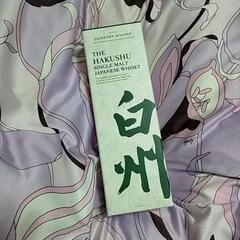 SUNTORY WHISKY
THE
HAKUSHU
SINGLE MALT
JAPANESE WHISKY
白州